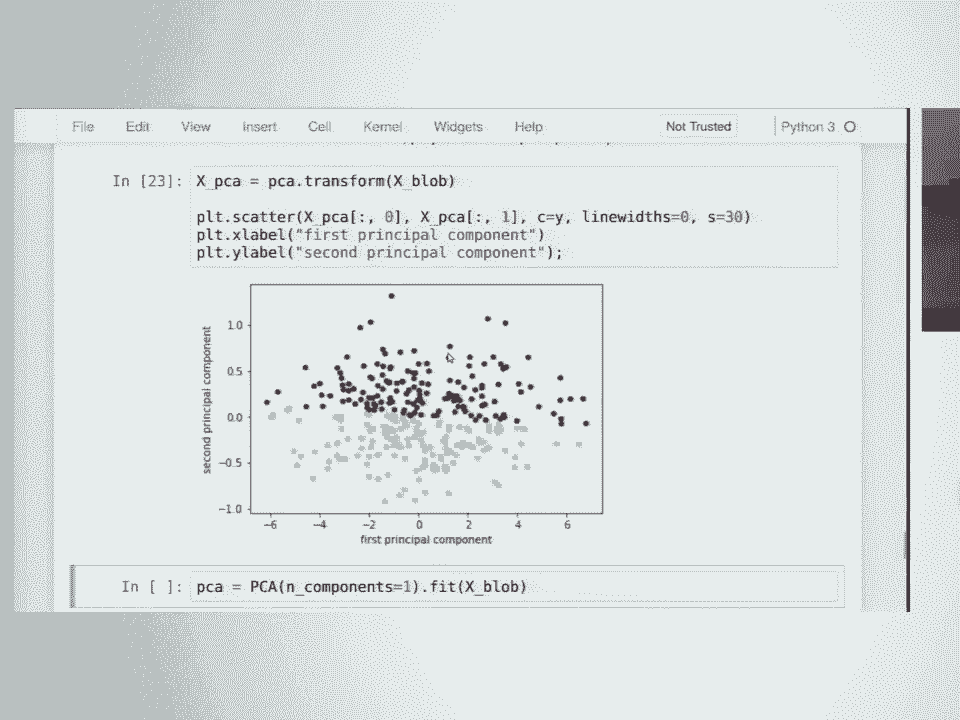 File Edit View Insert Cell Kernel Widgets Help Not Trusted Python 3
In [23]: X_pca = pca.transform(X_blob)
plt.scatter(X_pca[:, 0], X_pca[:, 1], c=y, linewidths=0, s=30)
plt.xlabel("first principal component")
plt.ylabel("second principal component");
second principal component
1.0
0.5
0.0
−0.5
−1.0
−6 −4 −2 0 2 4 6
first principal component
In [ ]: pca = PCA(n_components=1).fit(X_blob)